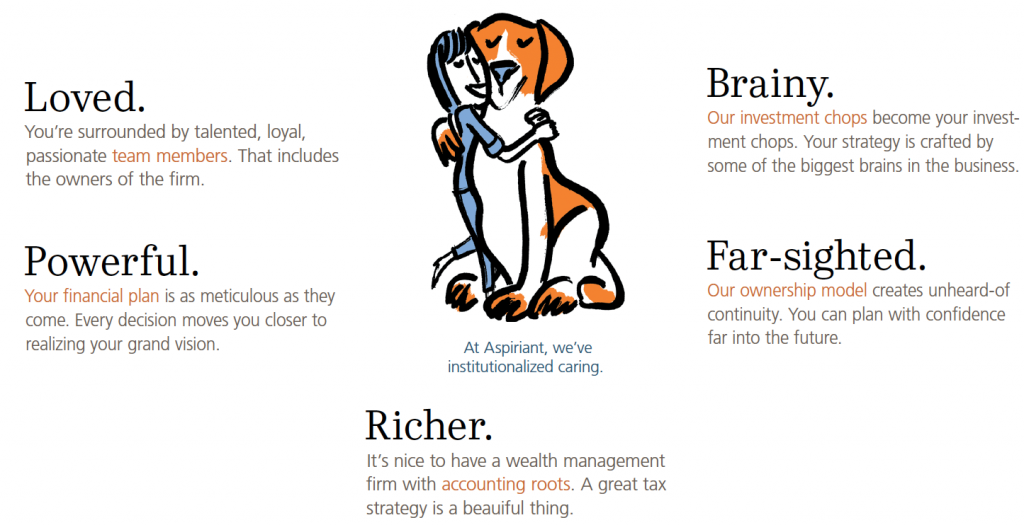 Loved.
You're surrounded by talented, loyal,
passionate team members. That includes
the owners of the firm.
Powerful.
Your financial plan is as meticulous as they
come. Every decision moves you closer to
realizing your grand vision.
At Aspiriant, we've
institutionalized caring.
Brainy.
Our investment chops become your invest-
ment chops. Your strategy is crafted by
some of the biggest brains in the business.
Far-sighted.
Our ownership model creates unheard-of
continuity. You can plan with confidence
far into the future.
Richer.
It's nice to have a wealth management
firm with accounting roots. A great tax
strategy is a beauiful thing.